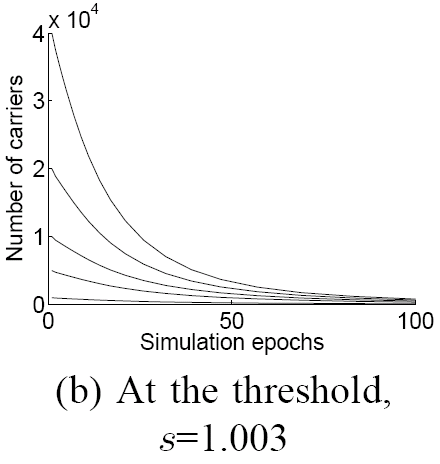 x 10^4
4
3
2
1
0
Number of carriers
0 50 100
Simulation epochs
(b) At the threshold,
s=1.003